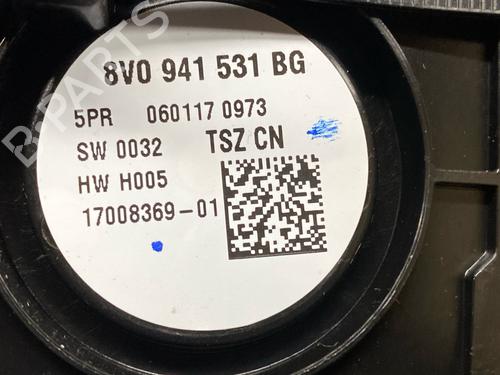 B-PARTS
8V0 941 531 BG
5PR 060117 0973
SW 0032 TSZ CN
HW H005
17008369-01